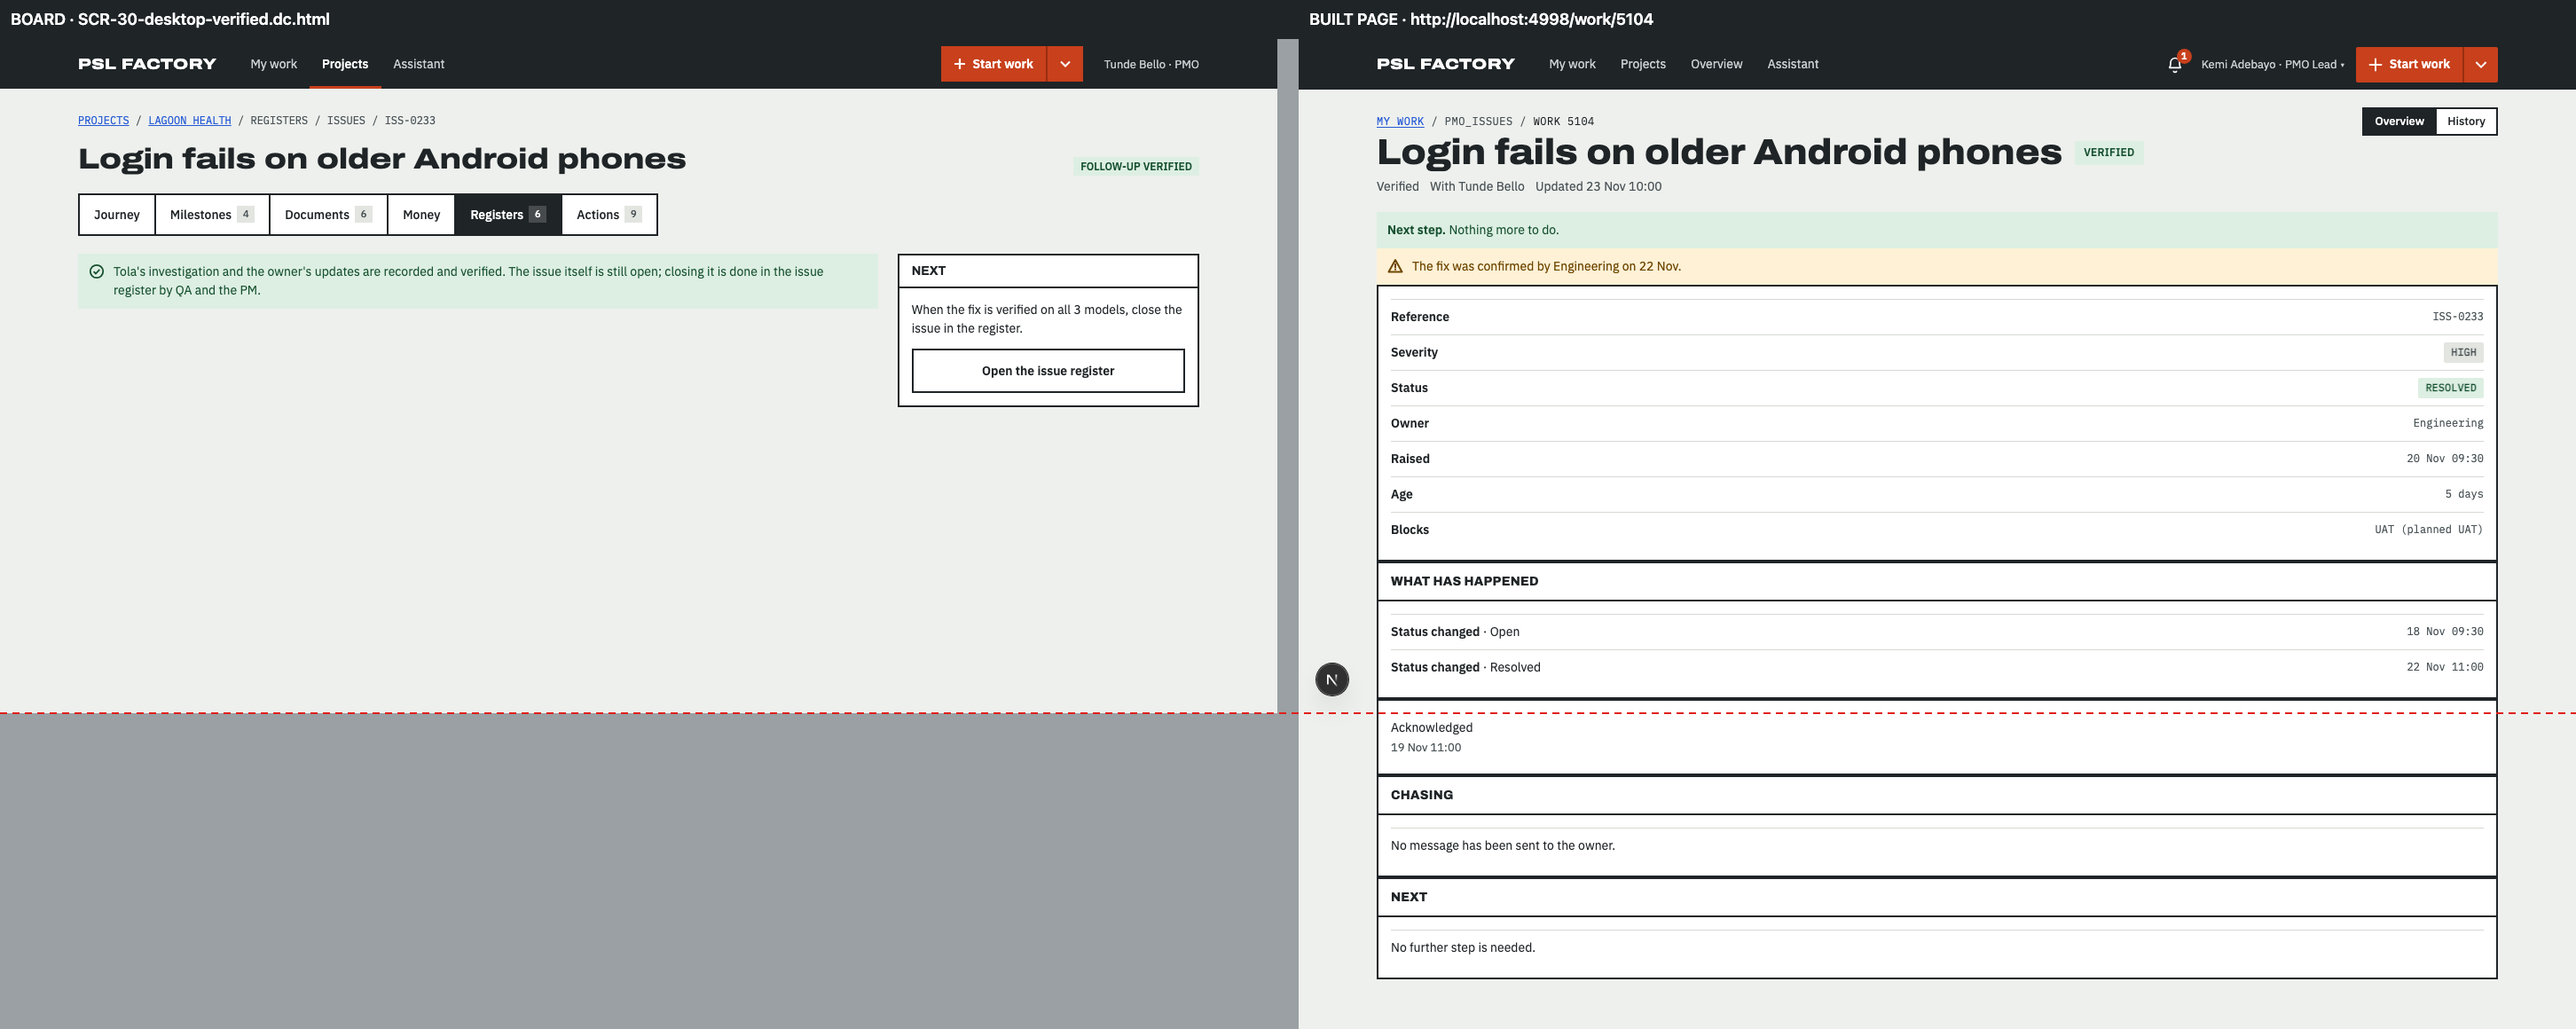 BOARD · SCR-30-desktop-verified.dc.html
PSL FACTORY My work Projects Assistant + Start work Tunde Bello · PMO
PROJECTS / LAGOON HEALTH / REGISTERS / ISSUES / ISS-0233
Login fails on older Android phones
FOLLOW-UP VERIFIED
Journey Milestones 4 Documents 6 Money Registers 6 Actions 9
Tola's investigation and the owner's updates are recorded and verified. The issue itself is still open; closing it is done in the issue
register by QA and the PM.
NEXT
When the fix is verified on all 3 models, close the
issue in the register.
Open the issue register
BUILT PAGE · http://localhost:4998/work/5104
PSL FACTORY My work Projects Overview Assistant 1 Kemi Adebayo · PMO Lead + Start work
MY WORK / PMO_ISSUES / WORK 5104
Overview History
Login fails on older Android phones VERIFIED
Verified With Tunde Bello Updated 23 Nov 10:00
Next step. Nothing more to do.
The fix was confirmed by Engineering on 22 Nov.
Reference ISS-0233
Severity HIGH
Status RESOLVED
Owner Engineering
Raised 20 Nov 09:30
Age 5 days
Blocks UAT (planned UAT)
WHAT HAS HAPPENED
Status changed · Open 18 Nov 09:30
Status changed · Resolved 22 Nov 11:00
N
Acknowledged
19 Nov 11:00
CHASING
No message has been sent to the owner.
NEXT
No further step is needed.